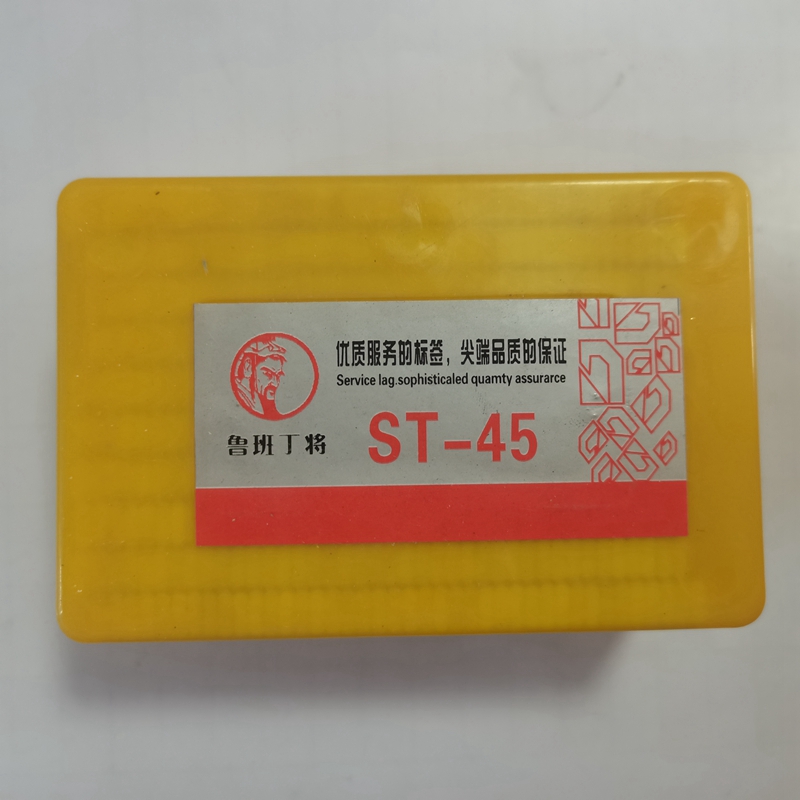 优质服务的标签，尖端品质的保证
Service lag.sophisticaled quamty assurarce
鲁班丁将
ST-45